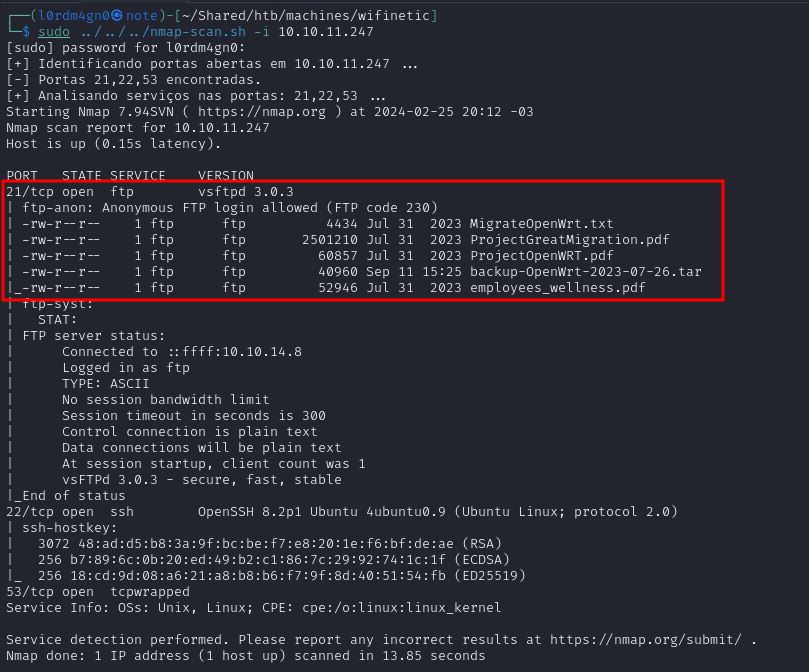 ┌──(l0rdm4gn0㉿note)-[~/Shared/htb/machines/wifinetic]
└─$ sudo ../../../nmap-scan.sh -i 10.10.11.247
[sudo] password for l0rdm4gn0:
[+] Identificando portas abertas em 10.10.11.247 ...
[-] Portas 21,22,53 encontradas.
[+] Analisando serviços nas portas: 21,22,53 ...
Starting Nmap 7.94SVN ( https://nmap.org ) at 2024-02-25 20:12 -03
Nmap scan report for 10.10.11.247
Host is up (0.15s latency).

PORT   STATE SERVICE    VERSION
21/tcp open  ftp        vsftpd 3.0.3
| ftp-anon: Anonymous FTP login allowed (FTP code 230)
| -rw-r--r--    1 ftp      ftp          4434 Jul 31  2023 MigrateOpenWrt.txt
| -rw-r--r--    1 ftp      ftp       2501210 Jul 31  2023 ProjectGreatMigration.pdf
| -rw-r--r--    1 ftp      ftp         60857 Jul 31  2023 ProjectOpenWRT.pdf
| -rw-r--r--    1 ftp      ftp         40960 Sep 11 15:25 backup-OpenWrt-2023-07-26.tar
|_-rw-r--r--    1 ftp      ftp         52946 Jul 31  2023 employees_wellness.pdf
| ftp-syst:
|   STAT:
| FTP server status:
|      Connected to ::ffff:10.10.14.8
|      Logged in as ftp
|      TYPE: ASCII
|      No session bandwidth limit
|      Session timeout in seconds is 300
|      Control connection is plain text
|      Data connections will be plain text
|      At session startup, client count was 1
|      vsFTPd 3.0.3 - secure, fast, stable
|_End of status
22/tcp open  ssh        OpenSSH 8.2p1 Ubuntu 4ubuntu0.9 (Ubuntu Linux; protocol 2.0)
| ssh-hostkey:
|   3072 48:ad:d5:b8:3a:9f:bc:be:f7:e8:20:1e:f6:bf:de:ae (RSA)
|   256 b7:89:6c:0b:20:ed:49:b2:c1:86:7c:29:92:74:1c:1f (ECDSA)
|_  256 18:cd:9d:08:a6:21:a8:b8:b6:f7:9f:8d:40:51:54:fb (ED25519)
53/tcp open  tcpwrapped
Service Info: OSs: Unix, Linux; CPE: cpe:/o:linux:linux_kernel

Service detection performed. Please report any incorrect results at https://nmap.org/submit/ .
Nmap done: 1 IP address (1 host up) scanned in 13.85 seconds